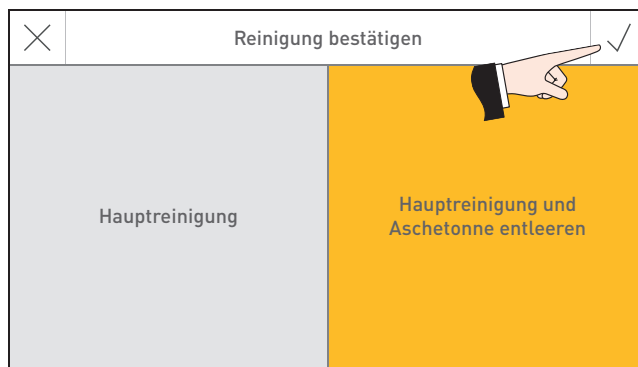 Reinigung bestätigen
Hauptreinigung
Hauptreinigung und
Aschetonne entleeren